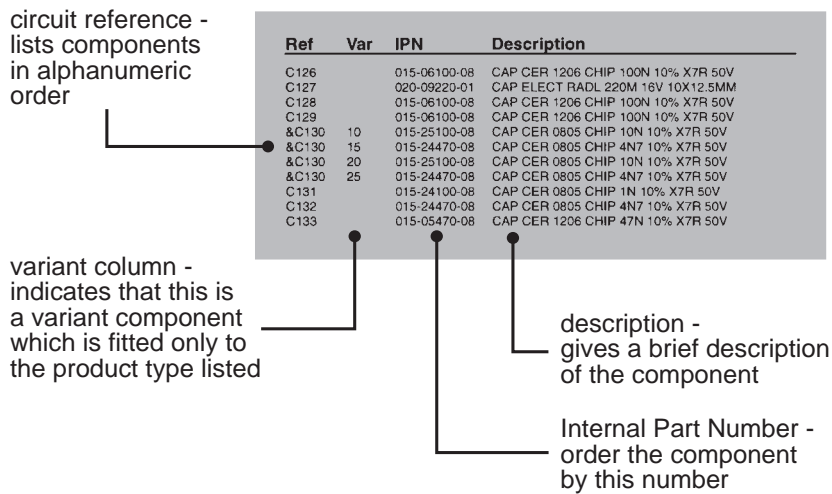 circuit reference -
lists components
in alphanumeric
order
Ref Var IPN Description
C126 015-06100-08 CAP CER 1206 CHIP 100N 10% X7R 50V
C127 020-09220-01 CAP ELECT RADL 220M 16V 10X12.5MM
C128 015-06100-08 CAP CER 1206 CHIP 100N 10% X7R 50V
C129 015-06100-08 CAP CER 1206 CHIP 100N 10% X7R 50V
&C130 10 015-25100-08 CAP CER 0805 CHIP 10N 10% X7R 50V
&C130 15 015-24470-08 CAP CER 0805 CHIP 4N7 10% X7R 50V
&C130 20 015-25100-08 CAP CER 0805 CHIP 10N 10% X7R 50V
&C130 25 015-24470-08 CAP CER 0805 CHIP 4N7 10% X7R 50V
C131 015-24100-08 CAP CER 0805 CHIP 1N 10% X7R 50V
C132 015-24470-08 CAP CER 0805 CHIP 4N7 10% X7R 50V
C133 015-05470-08 CAP CER 1206 CHIP 47N 10% X7R 50V
variant column -
indicates that this is
a variant component
which is fitted only to
the product type listed
description -
gives a brief description
of the component
Internal Part Number -
order the component
by this number